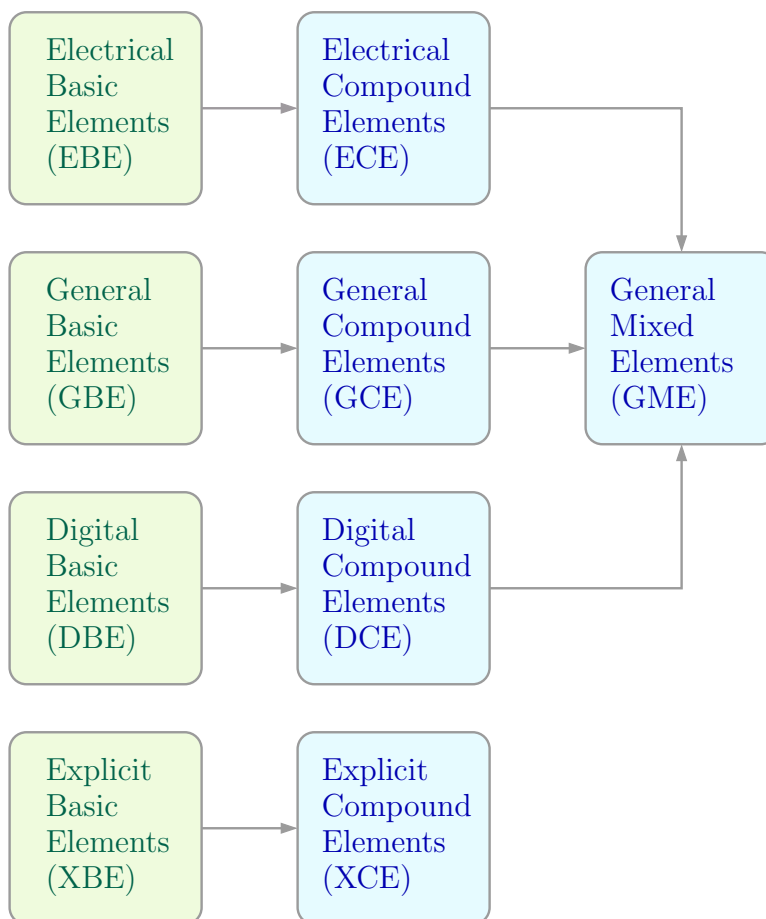 Electrical
Basic
Elements
(EBE)
Electrical
Compound
Elements
(ECE)
General
Basic
Elements
(GBE)
General
Compound
Elements
(GCE)
General
Mixed
Elements
(GME)
Digital
Basic
Elements
(DBE)
Digital
Compound
Elements
(DCE)
Explicit
Basic
Elements
(XBE)
Explicit
Compound
Elements
(XCE)